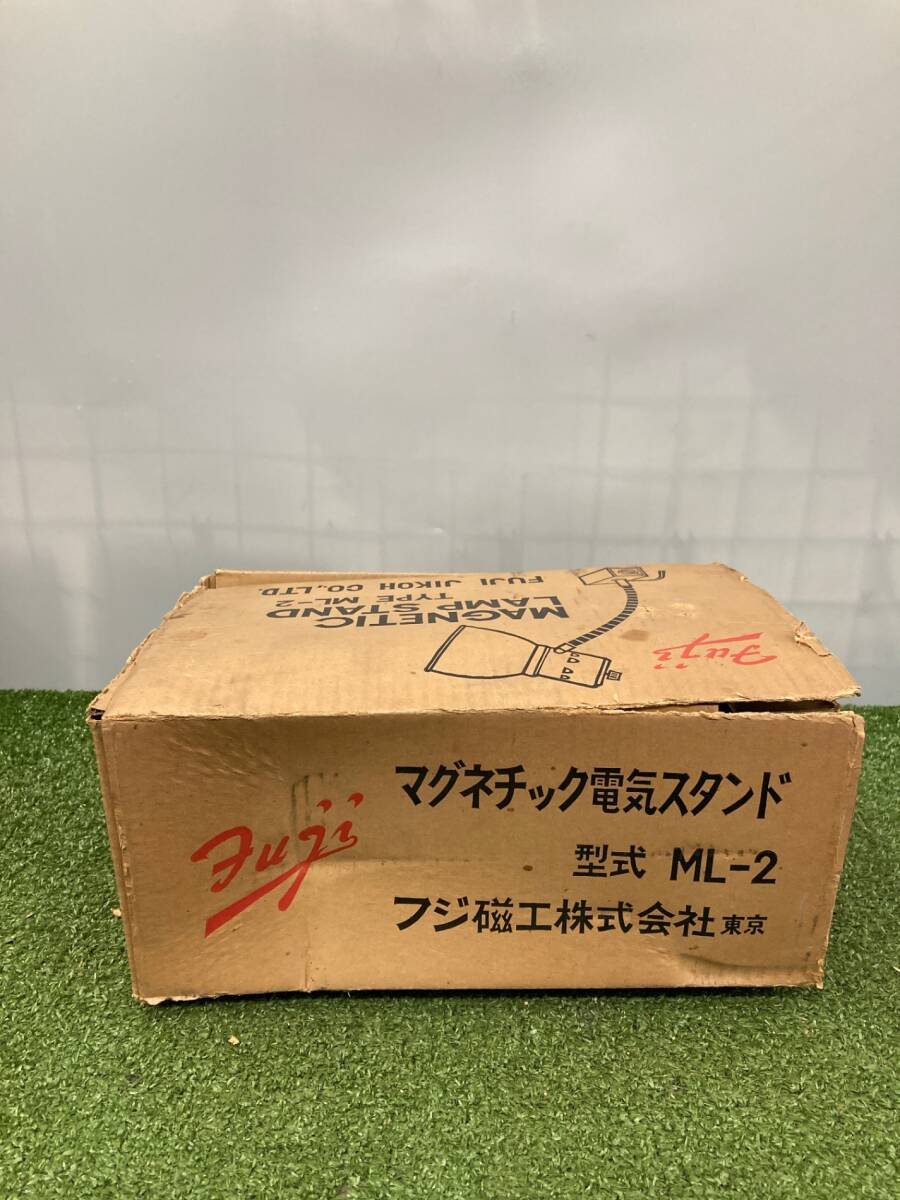 MAGNETIC
LAMP STAND
TYPE ML-2
FUJI JIKOH CO.,LTD.
Fuji
Fuji
マグネチック電気スタンド
型式 ML-2
フジ磁工株式会社 東京